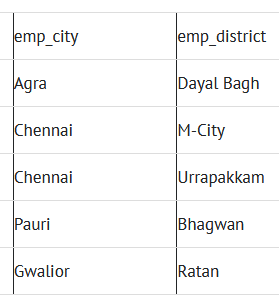 emp_city emp_district
Agra Dayal Bagh
Chennai M-City
Chennai Urrapakkam
Pauri Bhagwan
Gwalior Ratan